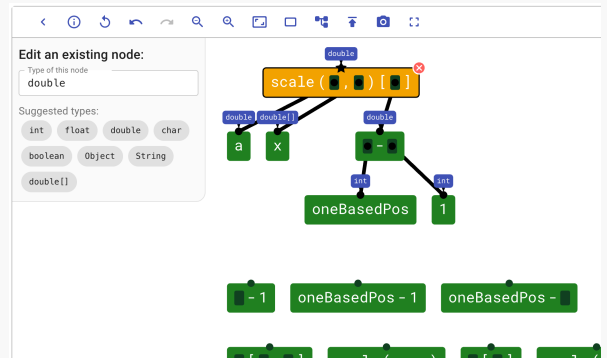 Edit an existing node:
Type of this node
double
Suggested types:
int float double char
boolean Object String
double[]
double
scale(■,■)[■]
double double[] double
a x ■-■
int int
oneBasedPos 1
■-1 oneBasedPos-1 oneBasedPos-■